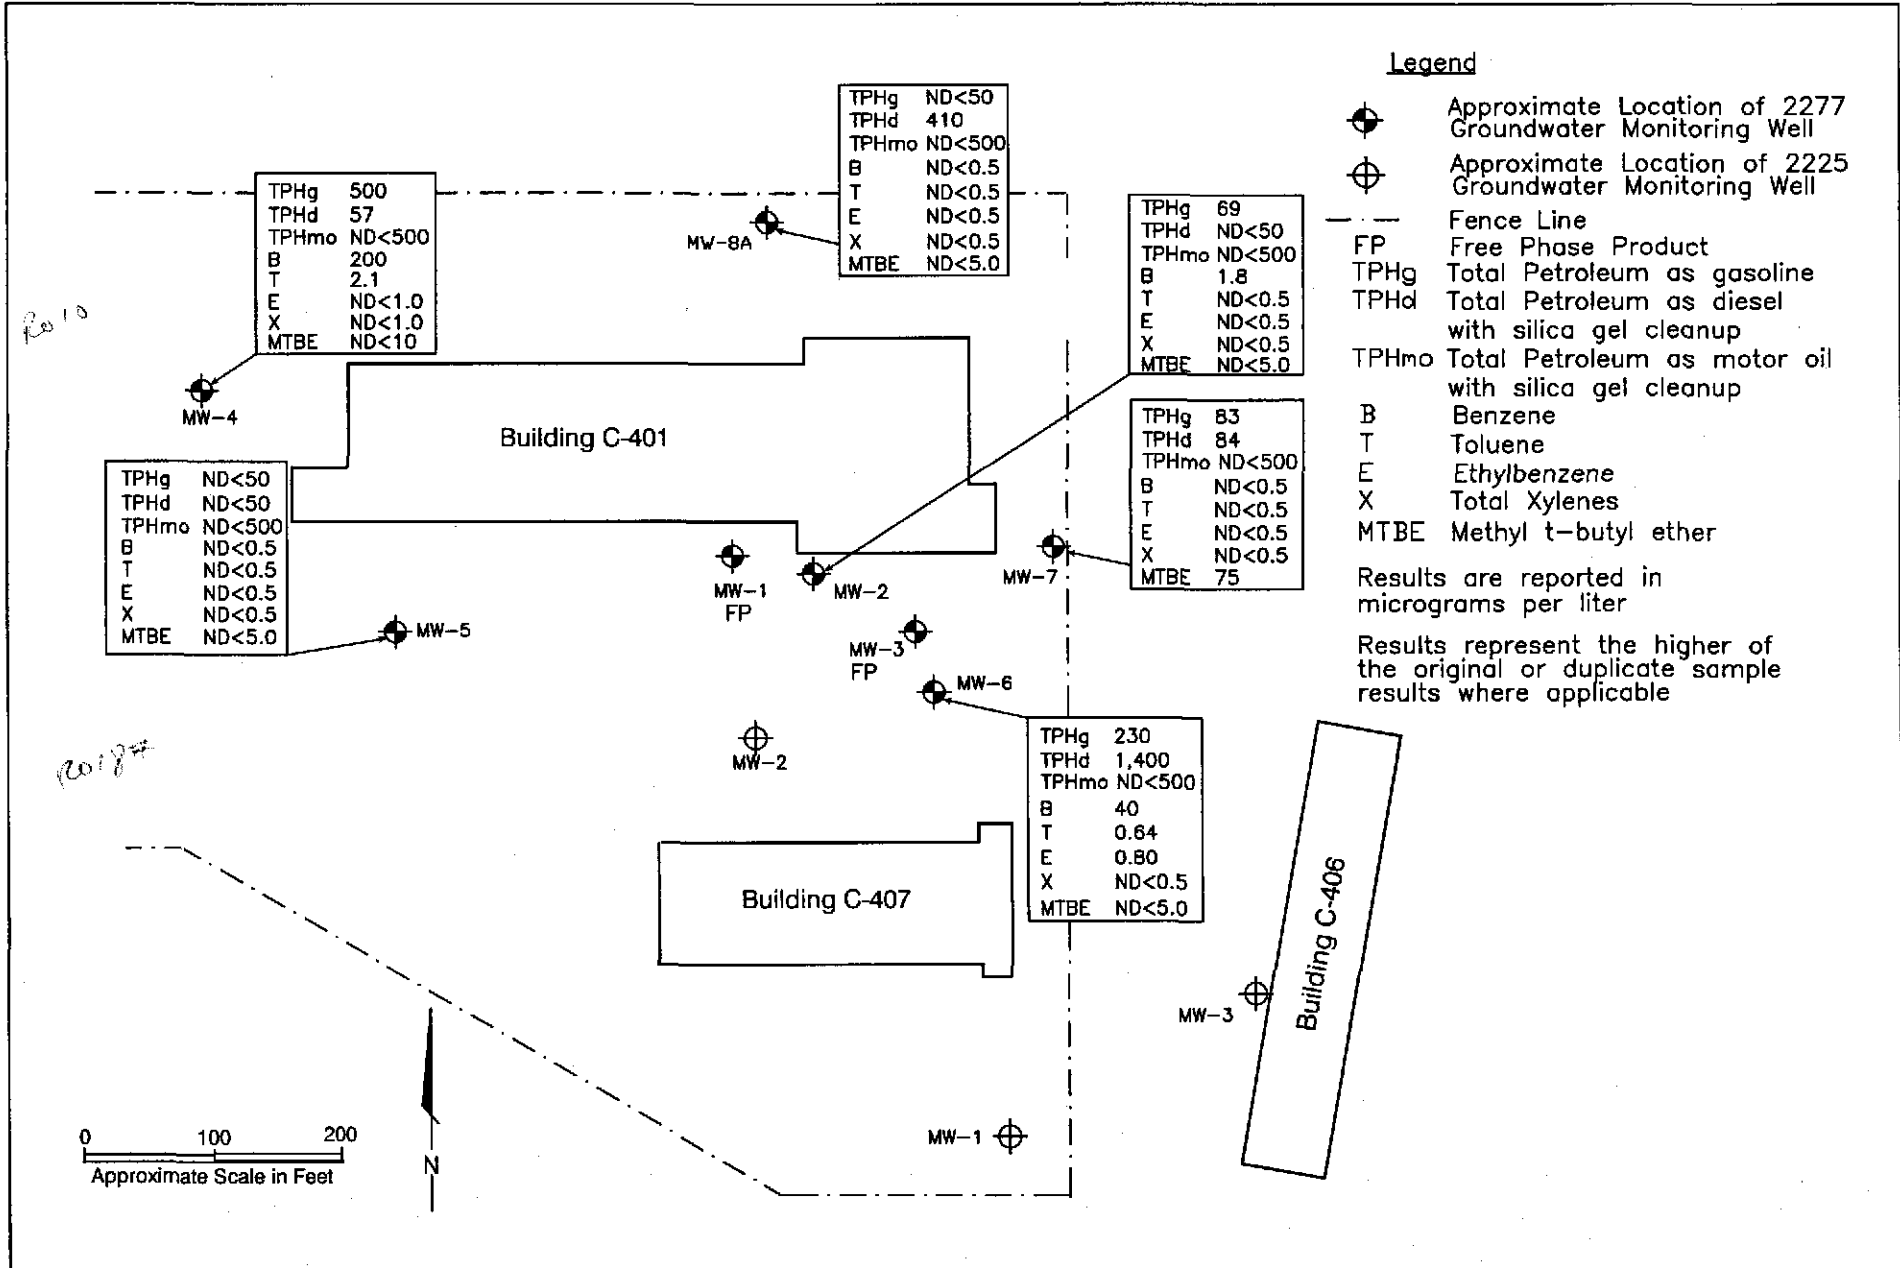 Legend
Approximate Location of 2277
Groundwater Monitoring Well
Approximate Location of 2225
Groundwater Monitoring Well
Fence Line
FP Free Phase Product
TPHg Total Petroleum as gasoline
TPHd Total Petroleum as diesel
with silica gel cleanup
TPHmo Total Petroleum as motor oil
with silica gel cleanup
B Benzene
T Toluene
E Ethylbenzene
X Total Xylenes
MTBE Methyl t-butyl ether
Results are reported in
micrograms per liter
Results represent the higher of
the original or duplicate sample
results where applicable
TPHg ND<50
TPHd 410
TPHmo ND<500
B ND<0.5
T ND<0.5
E ND<0.5
X ND<0.5
MTBE ND<5.0
MW-8A
TPHg 500
TPHd 57
TPHmo ND<500
B 200
T 2.1
E ND<1.0
X ND<1.0
MTBE ND<10
MW-4
TPHg 69
TPHd ND<50
TPHmo ND<500
B 1.8
T ND<0.5
E ND<0.5
X ND<0.5
MTBE ND<5.0
RO10
Building C-401
TPHg 83
TPHd 84
TPHmo ND<500
B ND<0.5
T ND<0.5
E ND<0.5
X ND<0.5
MTBE 75
MW-7
TPHg ND<50
TPHd ND<50
TPHmo ND<500
B ND<0.5
T ND<0.5
E ND<0.5
X ND<0.5
MTBE ND<5.0
MW-5
MW-1
FP
MW-2
MW-3
FP
MW-6
MW-2
TPHg 230
TPHd 1,400
TPHmo ND<500
B 40
T 0.64
E 0.80
X ND<0.5
MTBE ND<5.0
Building C-407
Building C-406
MW-3
MW-1
0 100 200
Approximate Scale in Feet
N